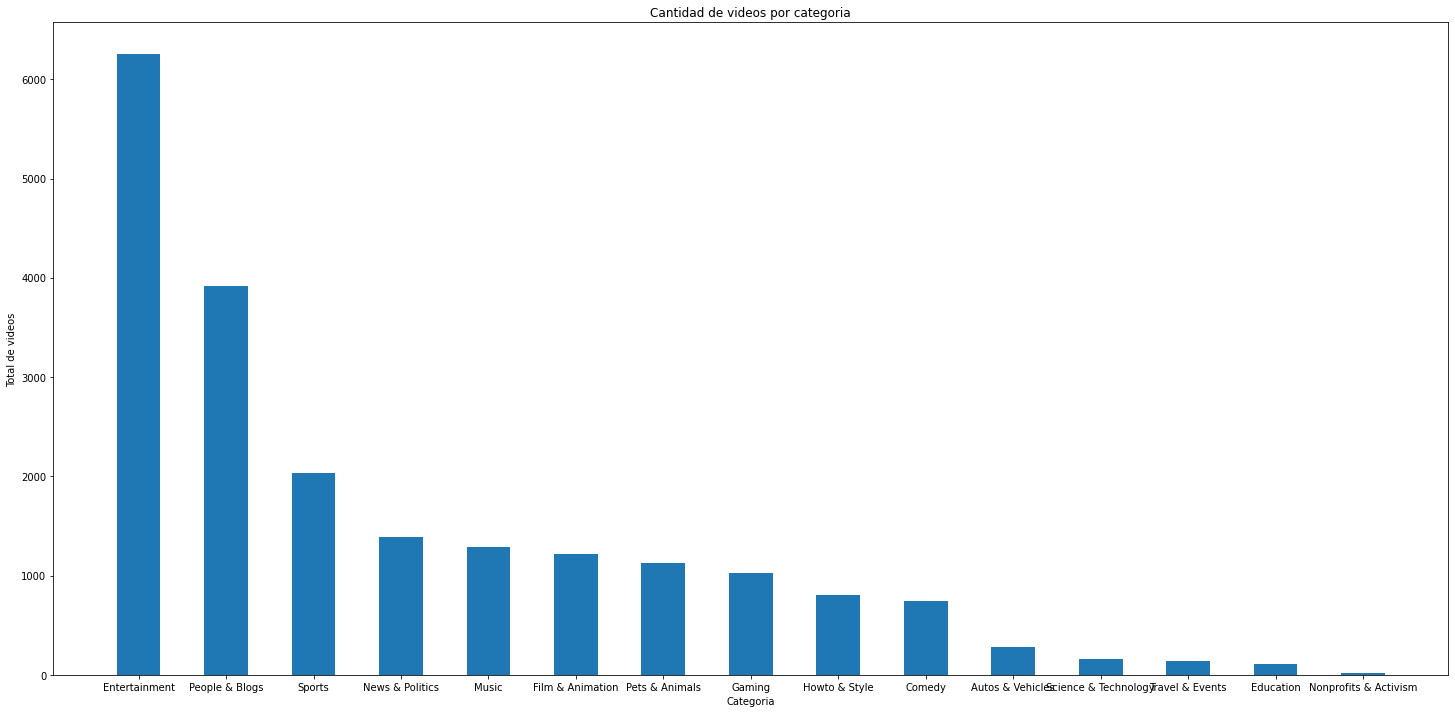 Cantidad de videos por categoria
Total de videos
6000
5000
4000
3000
2000
1000
0
Entertainment People & Blogs Sports News & Politics Music Film & Animation Pets & Animals Gaming Howto & Style Comedy Autos & Vehicles Science & Technology Travel & Events Education Nonprofits & Activism
Categoria